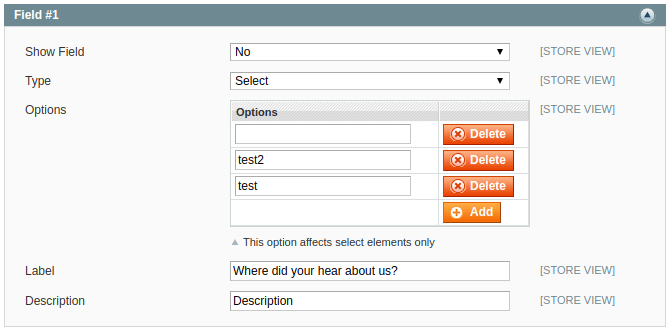 Field #1
Show Field No [STORE VIEW]
Type Select [STORE VIEW]
Options Options [STORE VIEW]
Delete
test2 Delete
test Delete
Add
This option affects select elements only
Label Where did your hear about us? [STORE VIEW]
Description Description [STORE VIEW]